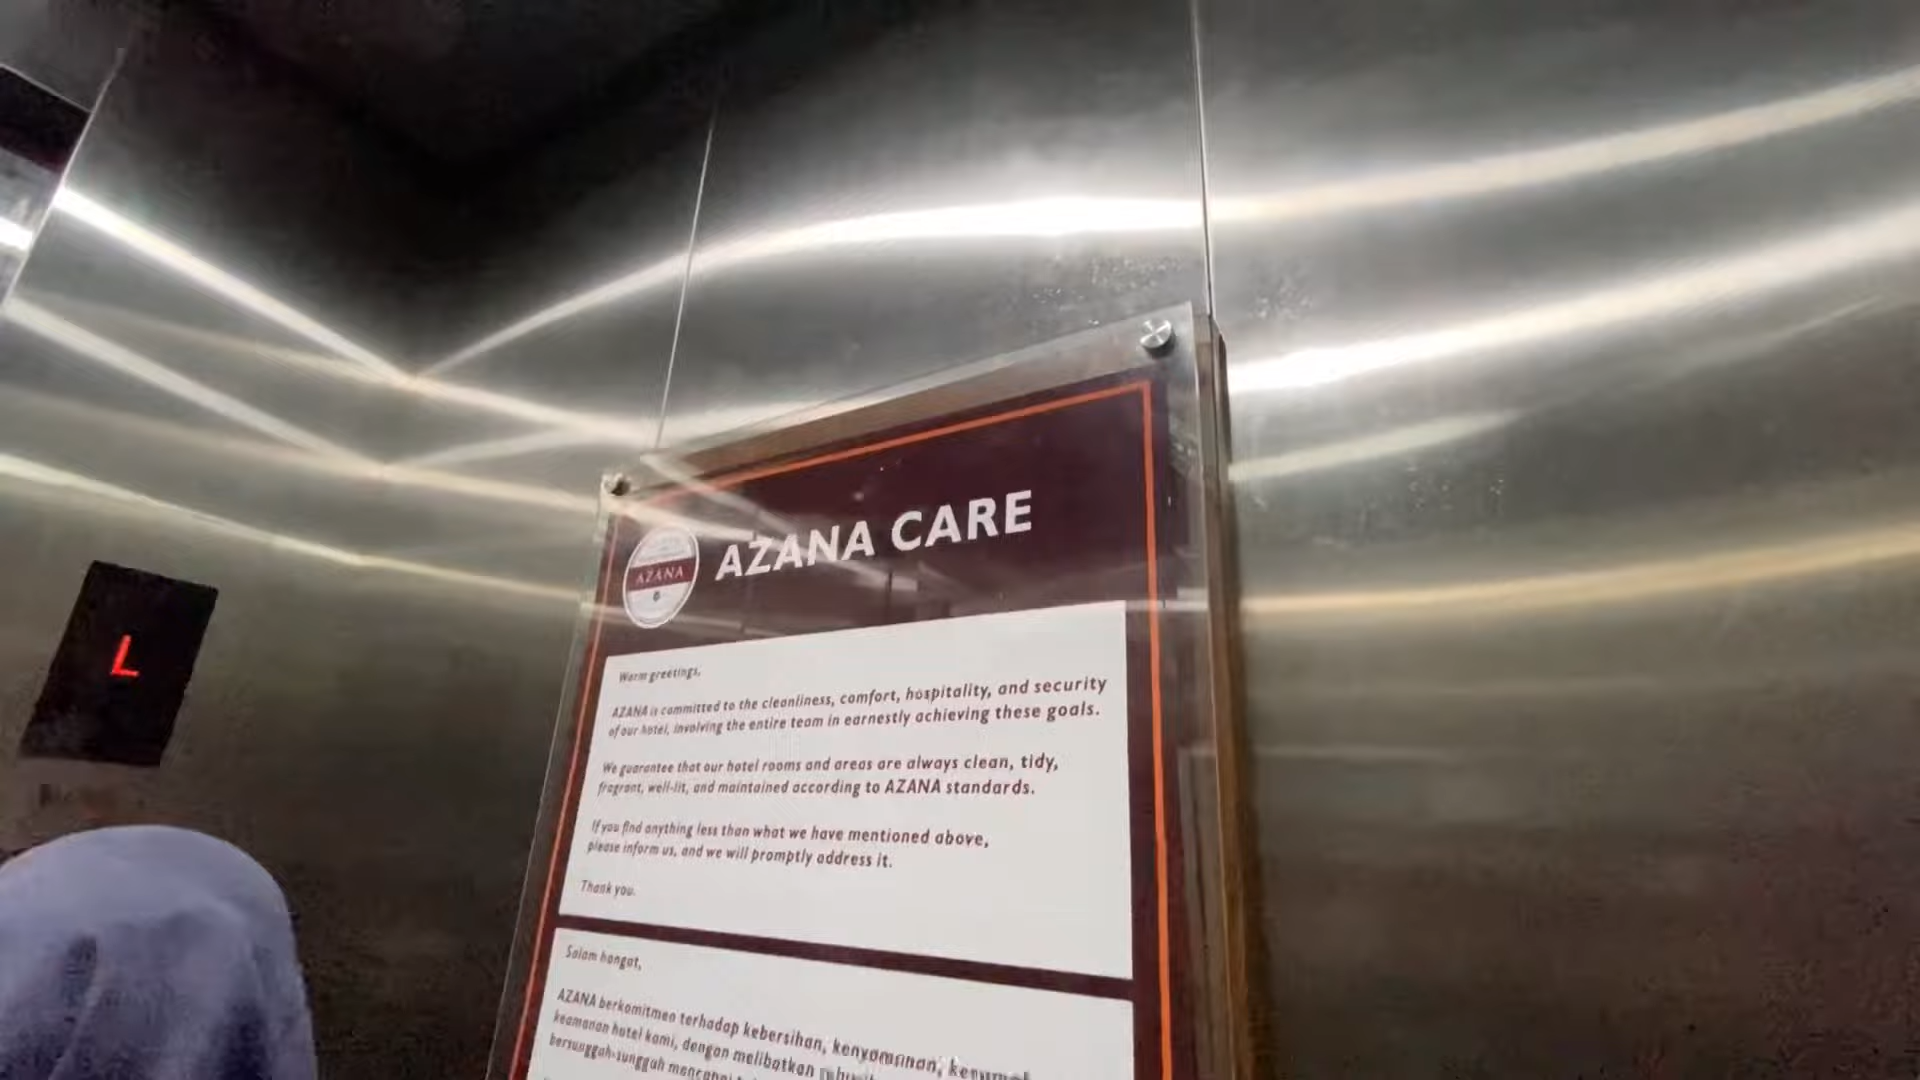 L
AZANA
AZANA CARE
Warm greetings,
AZANA is committed to the cleanliness, comfort, hospitality, and security
of our hotel, involving the entire team in earnestly achieving these goals.
We guarantee that our hotel rooms and areas are always clean, tidy,
fragrant, well-lit, and maintained according to AZANA standards.
If you find anything less than what we have mentioned above,
please inform us, and we will promptly address it.
Thank you.
Salam hangat,
AZANA berkomitmen terhadap kebersihan, kenyamanan,
keamanan hotel kami, dengan melibatkan
bersungguh-sungguh mencapai